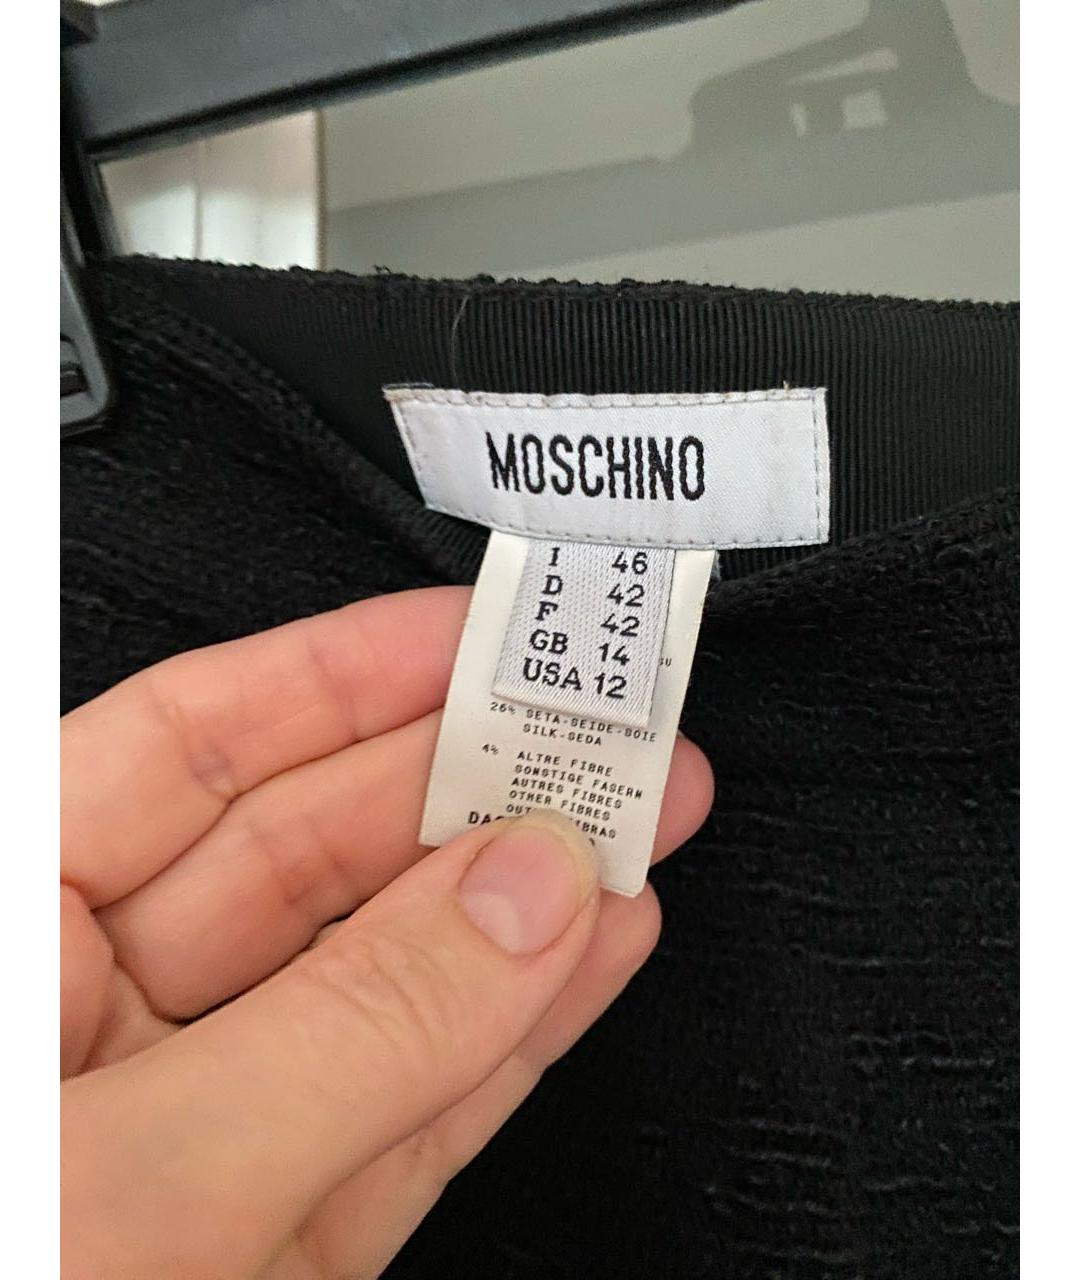 MOSCHINO
I 46
D 42
F 42
GB 14
USA 12
26% SETA-SEIDE-SOIE
SILK-SEDA
4% ALTRE FIBRE
SONSTIGE FASERN
AUTRES FIBRES
OTHER FIBRES